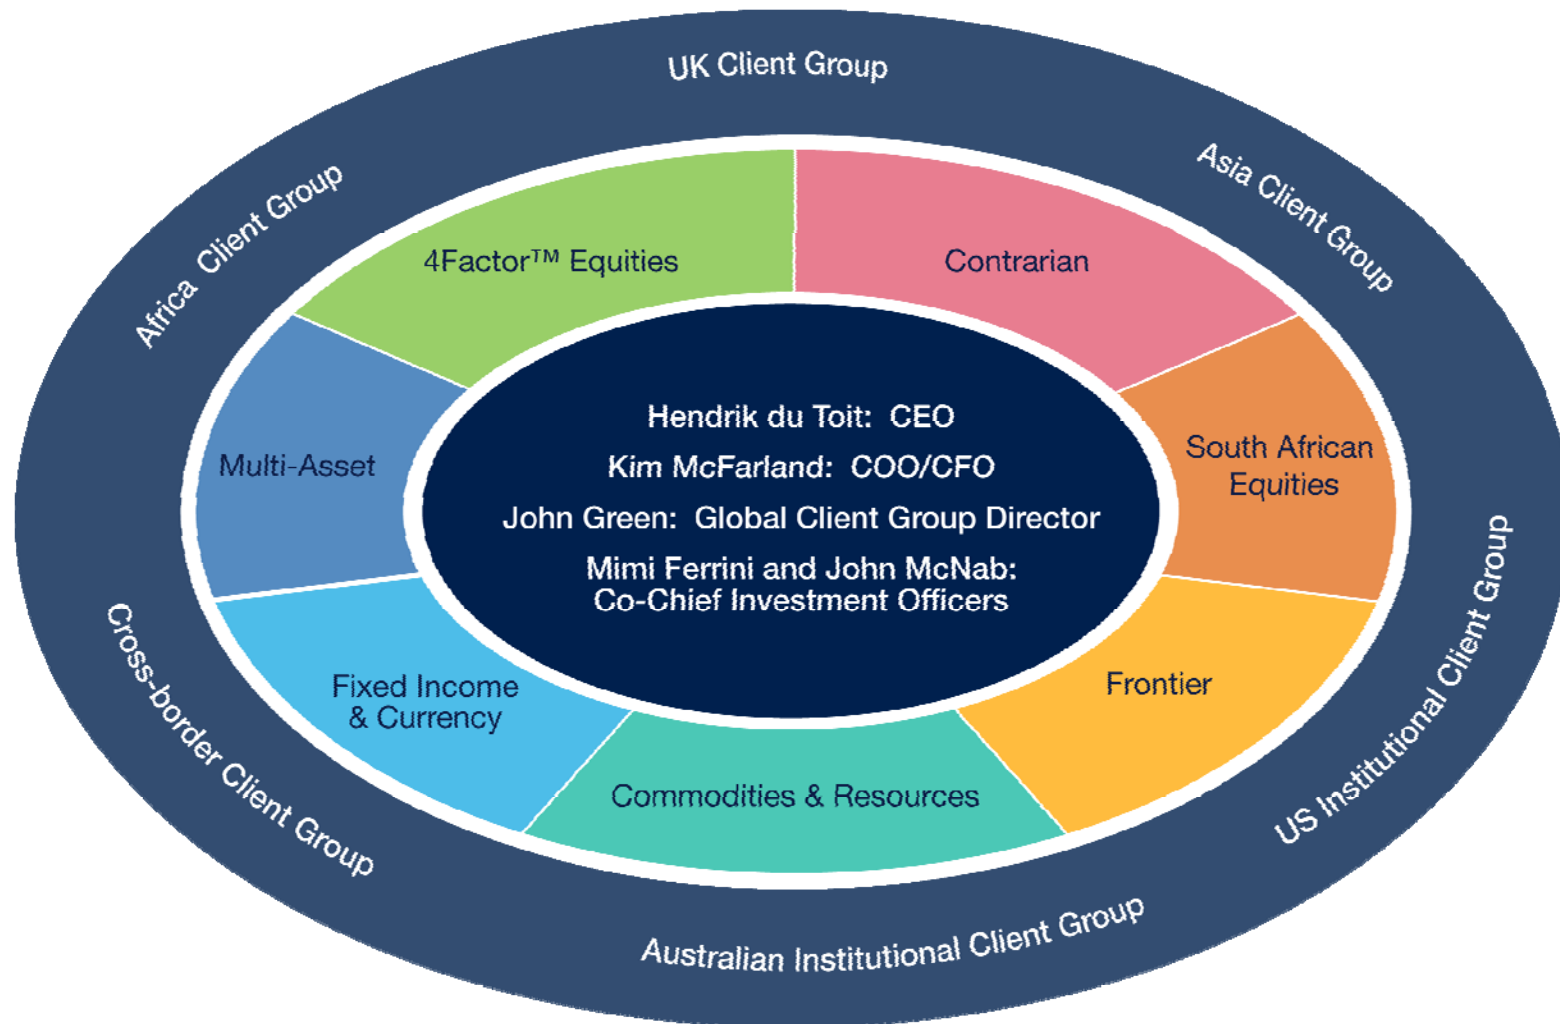 UK Client Group
Asia Client Group
Africa Client Group
4Factor™ Equities
Contrarian
Multi-Asset
South African
Equities
Hendrik du Toit: CEO
Kim McFarland: COO/CFO
John Green: Global Client Group Director
Mimi Ferrini and John McNab:
Co-Chief Investment Officers
Fixed Income
& Currency
Frontier
Commodities & Resources
Cross-border Client Group
US Institutional Client Group
Australian Institutional Client Group